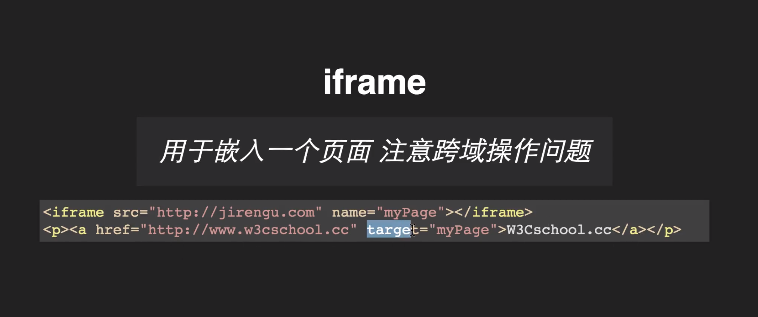 iframe
用于嵌入一个页面 注意跨域操作问题
<iframe src="http://jirengu.com" name="myPage"></iframe>
<p><a href="http://www.w3cschool.cc" target="myPage">W3Cschool.cc</a></p>